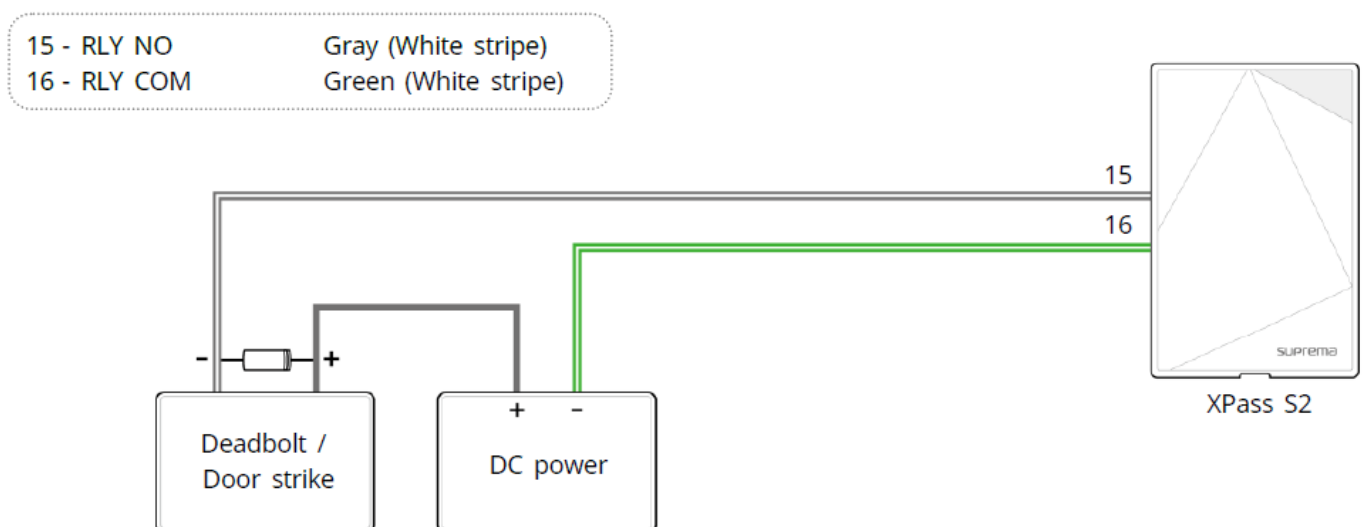 15 - RLY NO Gray (White stripe)
16 - RLY COM Green (White stripe)
15
16
suprema
XPass S2
- +
+ -
Deadbolt /
Door strike
DC power